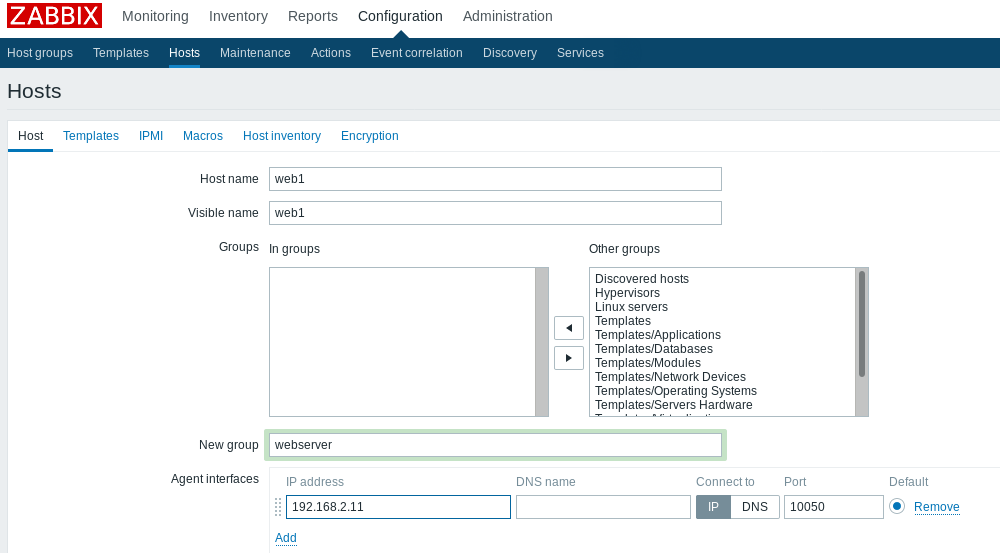 ZABBIX Monitoring Inventory Reports Configuration Administration
Host groups Templates Hosts Maintenance Actions Event correlation Discovery Services
Hosts
Host Templates IPMI Macros Host inventory Encryption
Host name web1
Visible name web1
Groups In groups Other groups
Discovered hosts
Hypervisors
Linux servers
Templates
Templates/Applications
Templates/Databases
Templates/Modules
Templates/Network Devices
Templates/Operating Systems
Templates/Servers Hardware
New group webserver
Agent interfaces IP address DNS name Connect to Port Default
192.168.2.11 IP DNS 10050 Remove
Add